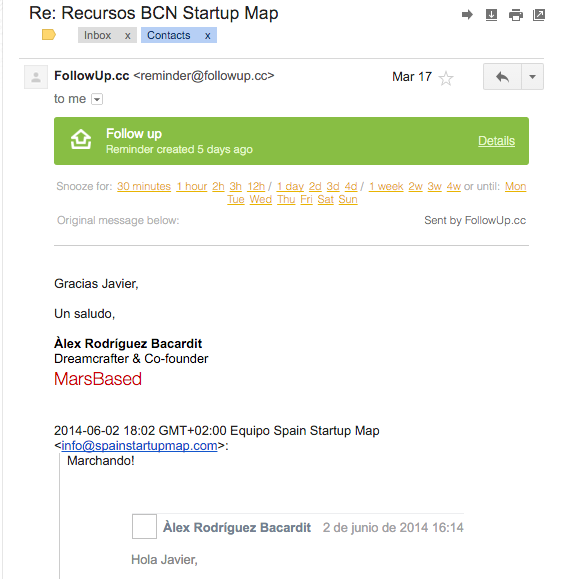 Re: Recursos BCN Startup Map
Inbox x Contacts x
FollowUp.cc <reminder@followup.cc> Mar 17
to me
Follow up
Reminder created 5 days ago
Details
Snooze for: 30 minutes 1 hour 2h 3h 12h / 1 day 2d 3d 4d / 1 week 2w 3w 4w or until: Mon
Tue Wed Thu Fri Sat Sun
Original message below: Sent by FollowUp.cc
Gracias Javier,
Un saludo,
Àlex Rodríguez Bacardit
Dreamcrafter & Co-founder
MarsBased
2014-06-02 18:02 GMT+02:00 Equipo Spain Startup Map
<info@spainstartupmap.com>:
Marchando!
Àlex Rodríguez Bacardit 2 de junio de 2014 16:14
Hola Javier,